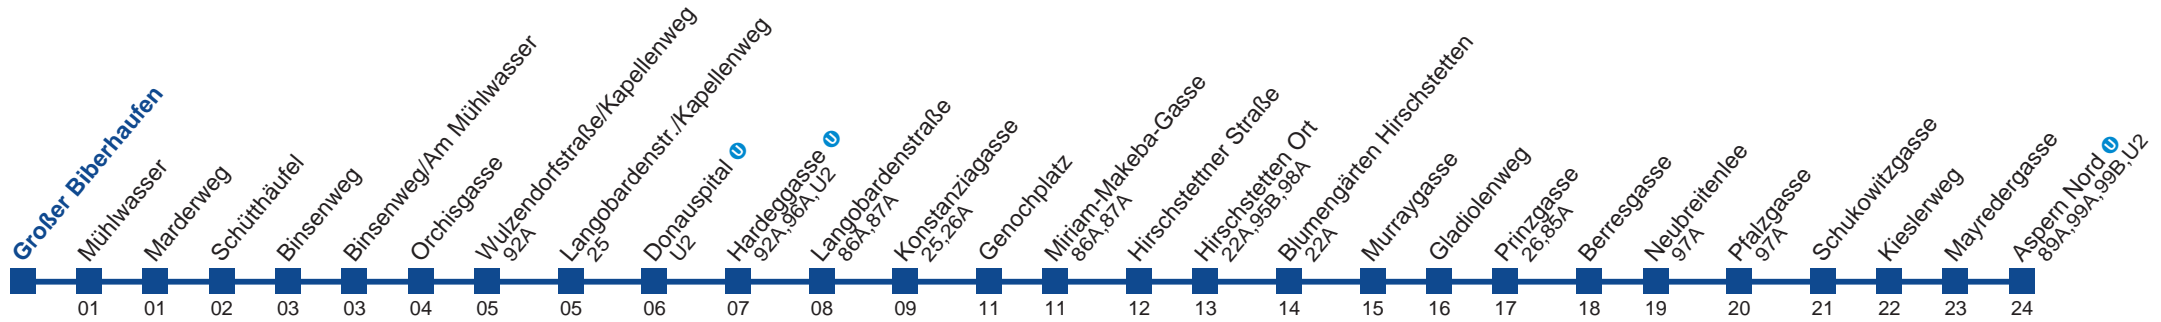 Großer Biberhaufen
Mühlwasser
Marderweg
Schütthäufel
Binsenweg
Binsenweg/Am Mühlwasser
Orchisgasse
Wulzendorfstraße/Kapellenweg
92A
Langobardenstr./Kapellenweg
25
Donauspital U
U2
Hardeggasse U
92A,96A,U2
Langobardenstraße
86A,87A
Konstanziagasse
25,26A
Genochplatz
Miriam-Makeba-Gasse
86A,87A
Hirschstettner Straße
Hirschstetten Ort
22A,95B,98A
Blumengärten Hirschstetten
22A
Murraygasse
Gladiolenweg
Prinzgasse
26,85A
Berresgasse
Neubreitenlee
97A
Pfalzgasse
97A
Schukowitzgasse
Kieslerweg
Mayredergasse
Aspern Nord U
89A,99A,99B,U2
01 01 02 03 03 04 05 05 06 07 08 09 11 11 12 13 14 15 16 17 18 19 20 21 22 23 24